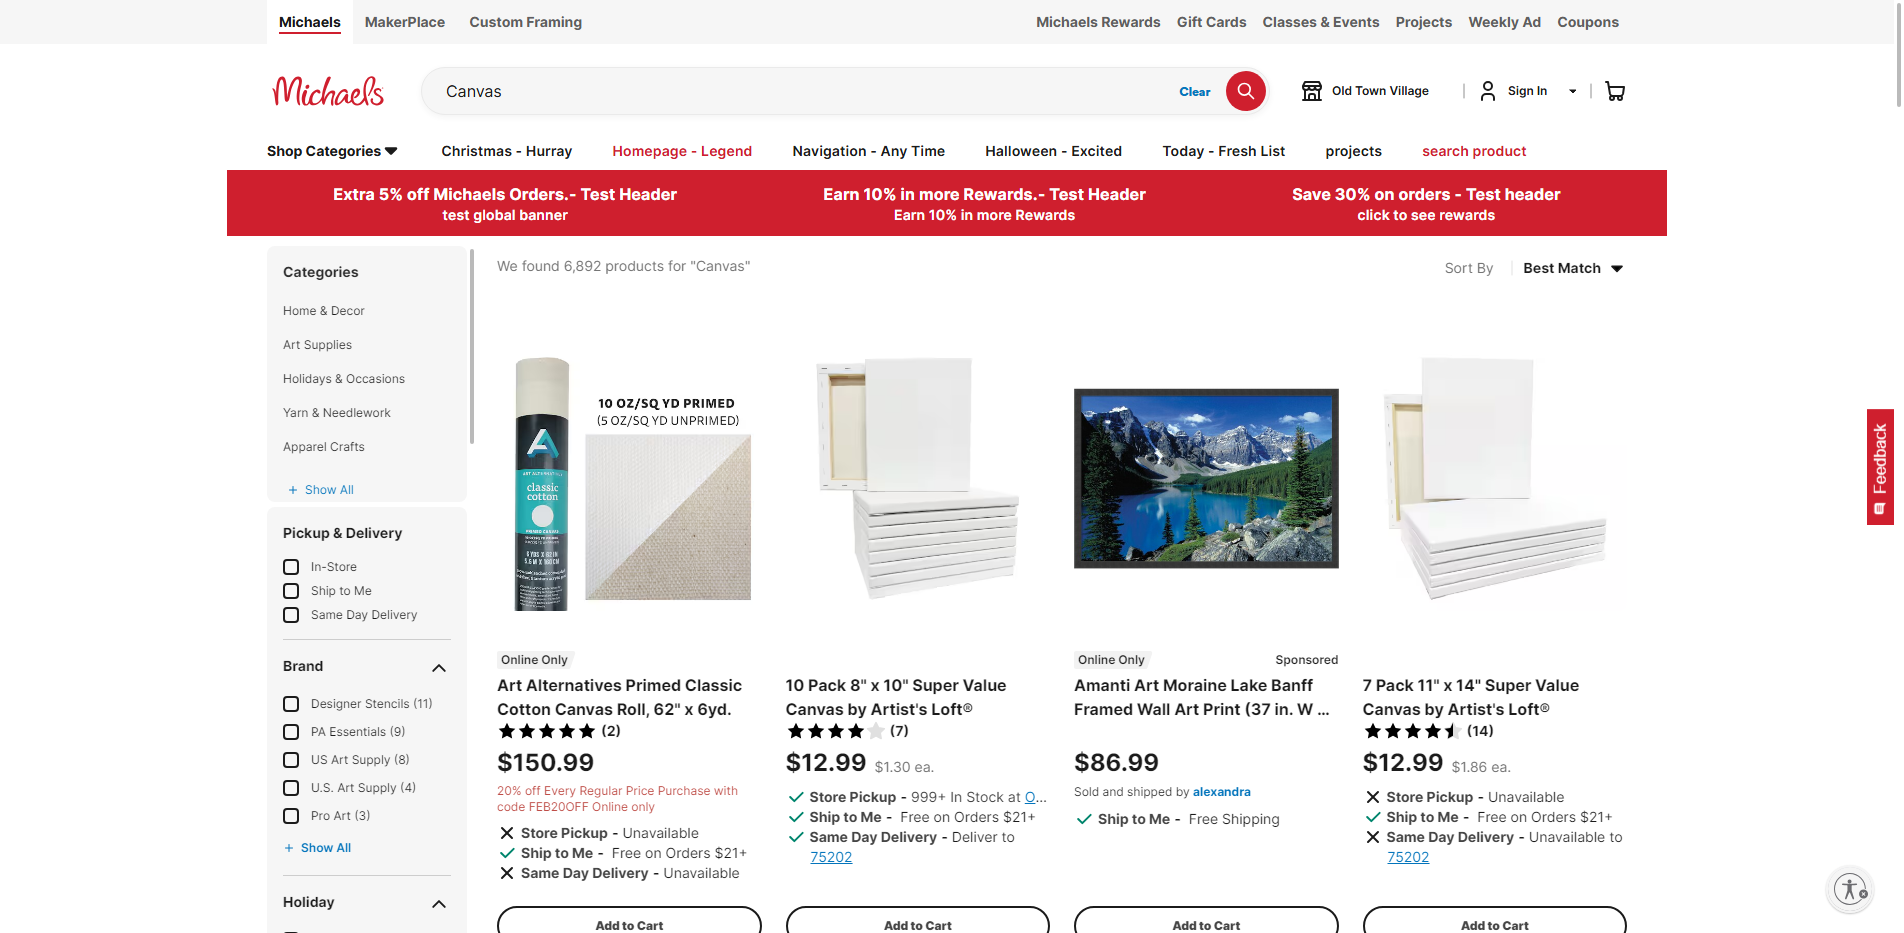 Michaels MakerPlace Custom Framing Michaels Rewards Gift Cards Classes & Events Projects Weekly Ad Coupons
Michaels Canvas Clear Old Town Village Sign In
Shop Categories Christmas - Hurray Homepage - Legend Navigation - Any Time Halloween - Excited Today - Fresh List projects search product
Extra 5% off Michaels Orders.- Test Header
test global banner
Earn 10% in more Rewards.- Test Header
Earn 10% in more Rewards
Save 30% on orders - Test header
click to see rewards
Categories
Home & Decor
Art Supplies
Holidays & Occasions
Yarn & Needlework
Apparel Crafts
+ Show All
Pickup & Delivery
In-Store
Ship to Me
Same Day Delivery
Brand
Designer Stencils (11)
PA Essentials (9)
US Art Supply (8)
U.S. Art Supply (4)
Pro Art (3)
+ Show All
Holiday
We found 6,892 products for "Canvas"
Sort By Best Match
10 OZ/SQ YD PRIMED
(5 OZ/SQ YD UNPRIMED)
classic
cotton
Online Only
Art Alternatives Primed Classic
Cotton Canvas Roll, 62" x 6yd.
(2)
$150.99
20% off Every Regular Price Purchase with
code FEB20OFF Online only
Store Pickup - Unavailable
Ship to Me - Free on Orders $21+
Same Day Delivery - Unavailable
Add to Cart
10 Pack 8" x 10" Super Value
Canvas by Artist's Loft®
(7)
$12.99 $1.30 ea.
Store Pickup - 999+ In Stock at O...
Ship to Me - Free on Orders $21+
Same Day Delivery - Deliver to
75202
Add to Cart
Online Only Sponsored
Amanti Art Moraine Lake Banff
Framed Wall Art Print (37 in. W ...
$86.99
Sold and shipped by alexandra
Ship to Me - Free Shipping
Add to Cart
7 Pack 11" x 14" Super Value
Canvas by Artist's Loft®
(14)
$12.99 $1.86 ea.
Store Pickup - Unavailable
Ship to Me - Free on Orders $21+
Same Day Delivery - Unavailable to
75202
Add to Cart
Feedback